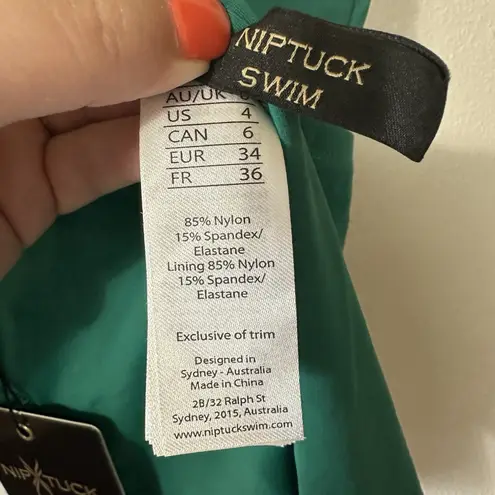 NIPTUCK
SWIM
AU/UK
US 4
CAN 6
EUR 34
FR 36
85% Nylon
15% Spandex/
Elastane
Lining 85% Nylon
15% Spandex/
Elastane
Exclusive of trim
Designed in
Sydney - Australia
Made in China
2B/32 Ralph St
Sydney, 2015, Australia
www.niptuckswim.com
NIP TUCK